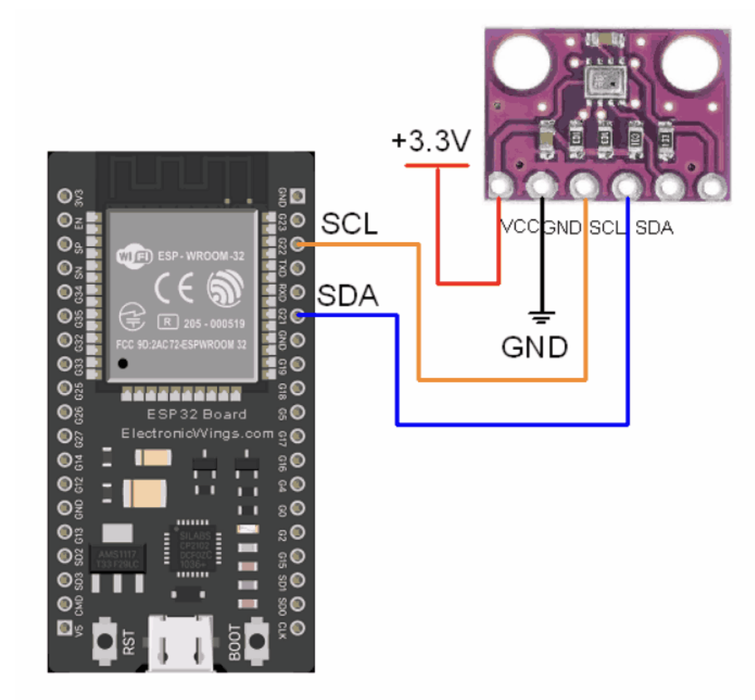 +3.3V
VCC GND SCL SDA
SCL
SDA
GND
3V3
EN
SP
SN
G34
G35
G32
G33
G25
G26
G27
G14
G12
GND
G13
SD2
SD3
CMD
V5
GND
G23
G22
TXD
RXD
G21
GND
G19
G18
G5
G17
G16
G4
G0
G2
G15
SD1
SD0
CLK
WiFi ESP-WROOM-32
CE
R 205-000519
FCC 9D:2AC72-ESPWROOM 32
ESP32 Board
ElectronicWings.com
AMS1117
SILABS
CP2102
1036+
RST
BOOT